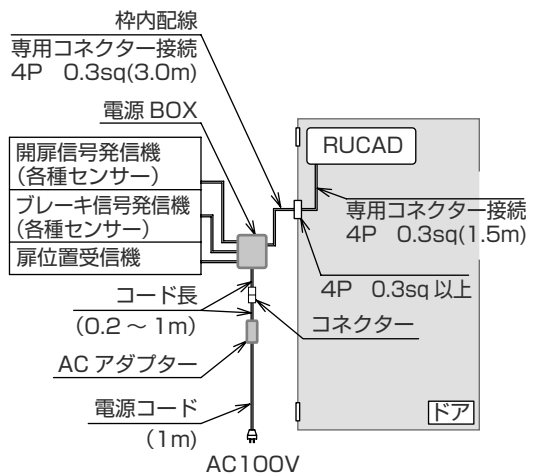 枠内配線
専用コネクター接続
4P 0.3sq(3.0m)
電源 BOX
RUCAD
開扉信号発信機
(各種センサー)
ブレーキ信号発信機
(各種センサー)
扉位置受信機
専用コネクター接続
4P 0.3sq(1.5m)
4P 0.3sq 以上
コード長
(0.2 ~ 1m)
コネクター
AC アダプター
電源コード
(1m)
ドア
AC100V